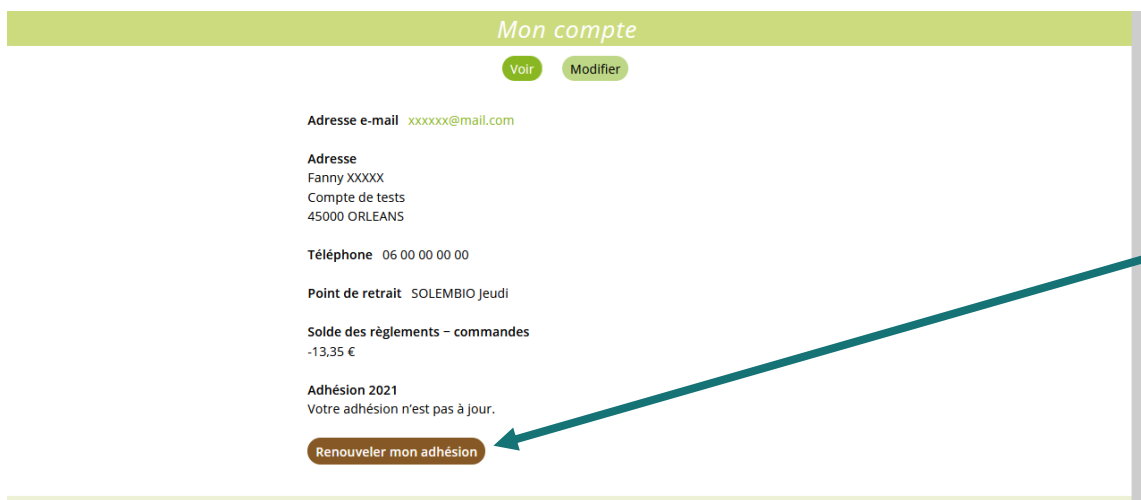 Mon compte
Voir Modifier
Adresse e-mail xxxxxx@mail.com
Adresse
Fanny XXXXX
Compte de tests
45000 ORLEANS
Téléphone 06 00 00 00 00
Point de retrait SOLEMBIO Jeudi
Solde des règlements − commandes
-13,35 €
Adhésion 2021
Votre adhésion n’est pas à jour.
Renouveler mon adhésion